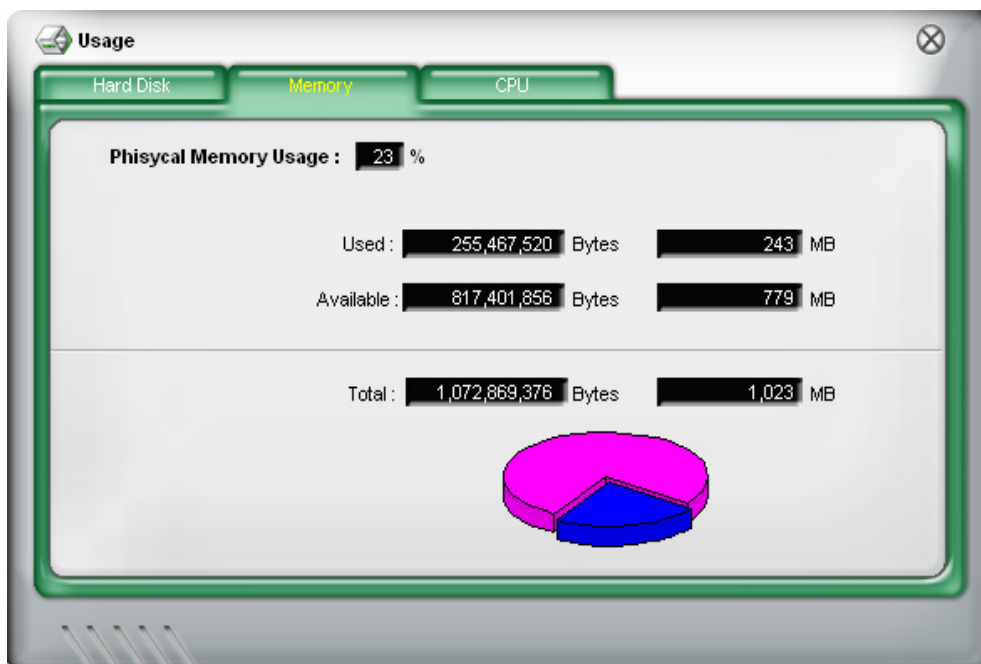 Usage
Hard Disk Memory CPU
Phisycal Memory Usage : 23 %
Used : 255,467,520 Bytes 243 MB
Available : 817,401,856 Bytes 779 MB
Total : 1,072,869,376 Bytes 1,023 MB